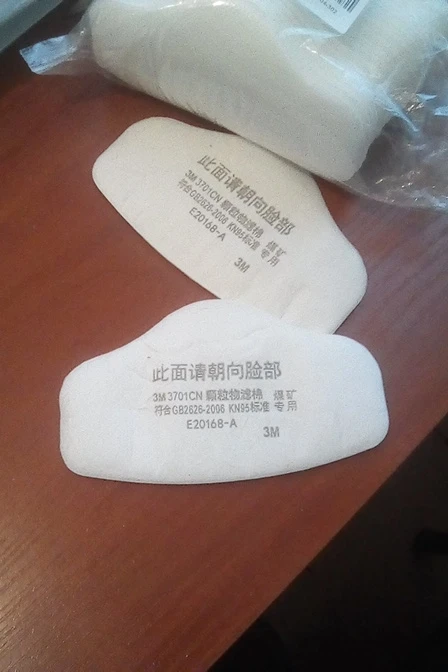 此面请朝向脸部
3M 3701CN 颗粒物滤棉 煤矿
符合GB2626-2006 KN95标准 专用
E20168-A
3M
此面请朝向脸部
3M 3701CN 颗粒物滤棉 煤矿
符合GB2626-2006 KN95标准 专用
E20168-A
3M